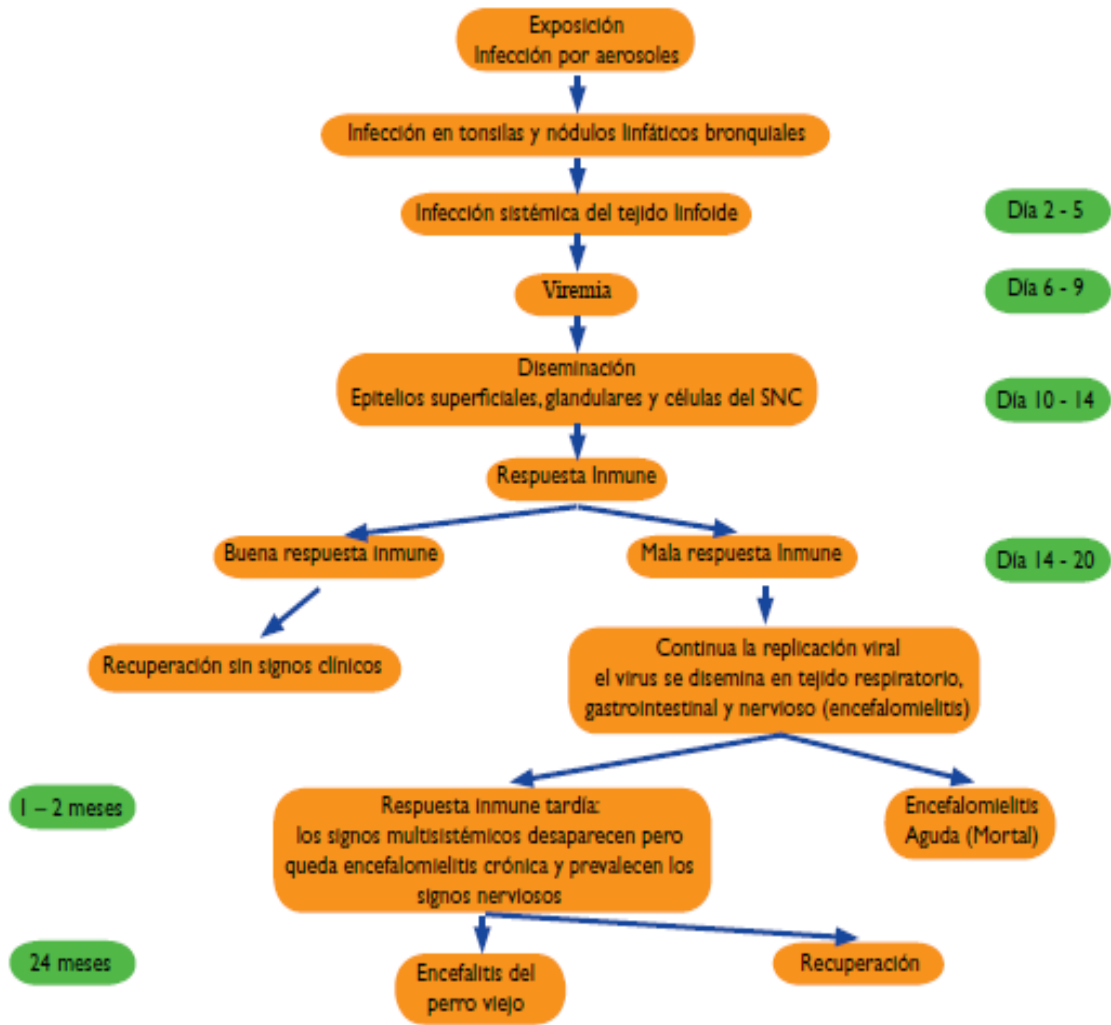 Exposición
Infección por aerosoles
Infección en tonsilas y nódulos linfáticos bronquiales
Infección sistémica del tejido linfoide
Día 2 - 5
Viremia
Día 6 - 9
Diseminación
Epitelios superficiales, glandulares y células del SNC
Día 10 - 14
Respuesta Inmune
Buena respuesta inmune
Mala respuesta Inmune
Día 14 - 20
Recuperación sin signos clínicos
Continua la replicación viral
el virus se disemina en tejido respiratorio,
gastrointestinal y nervioso (encefalomielitis)
1 – 2 meses
Respuesta inmune tardía:
los signos multisistémicos desaparecen pero
queda encefalomielitis crónica y prevalecen los
signos nerviosos
Encefalomielitis
Aguda (Mortal)
24 meses
Encefalitis del
perro viejo
Recuperación